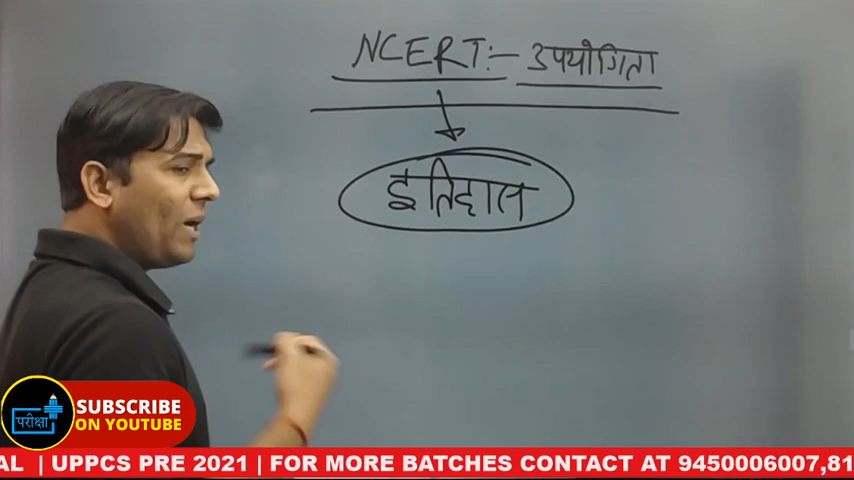 NCERT:- उपयोगिता
इतिहास
परीक्षा
SUBSCRIBE
ON YOUTUBE
AL | UPPCS PRE 2021 | FOR MORE BATCHES CONTACT AT 9450006007,81